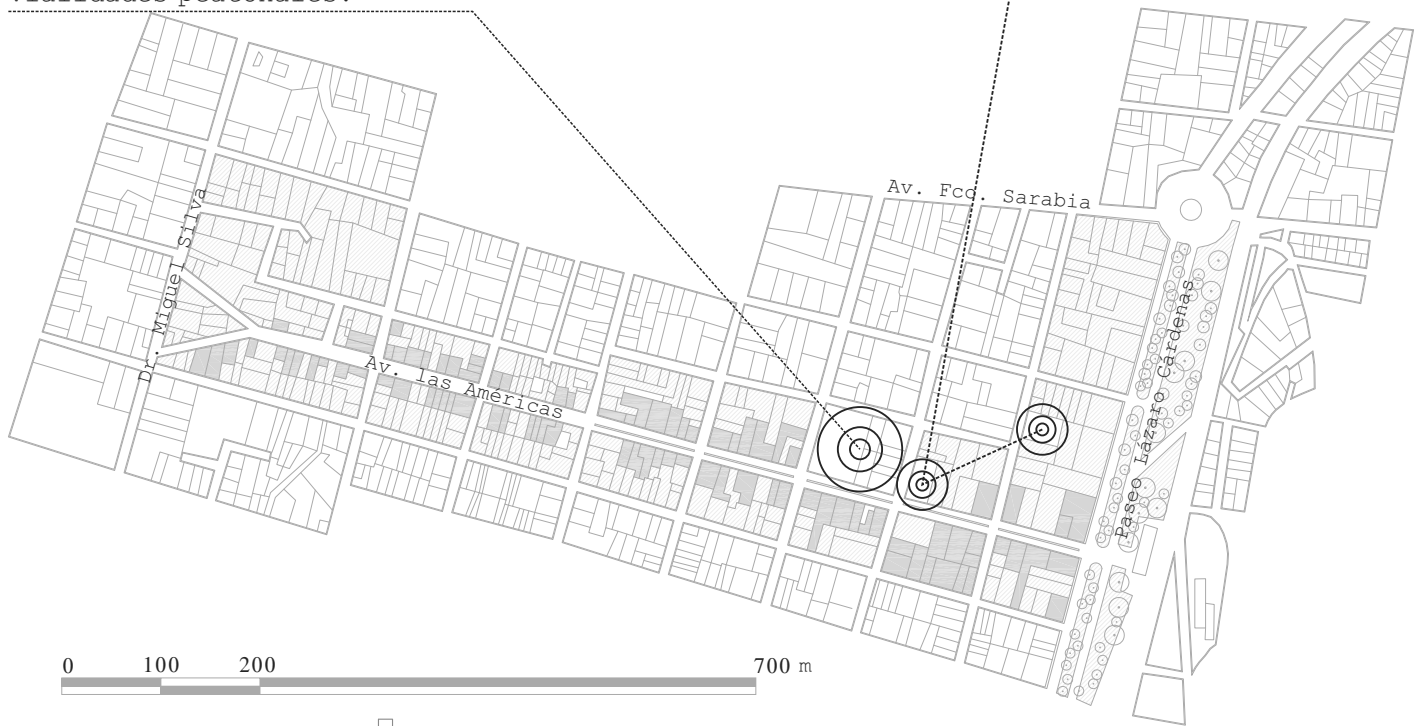 Av. Fco. Sarabia
Dr. Miguel Silva
Av. las Américas
Paseo Lázaro Cárdenas
0 100 200 700 m